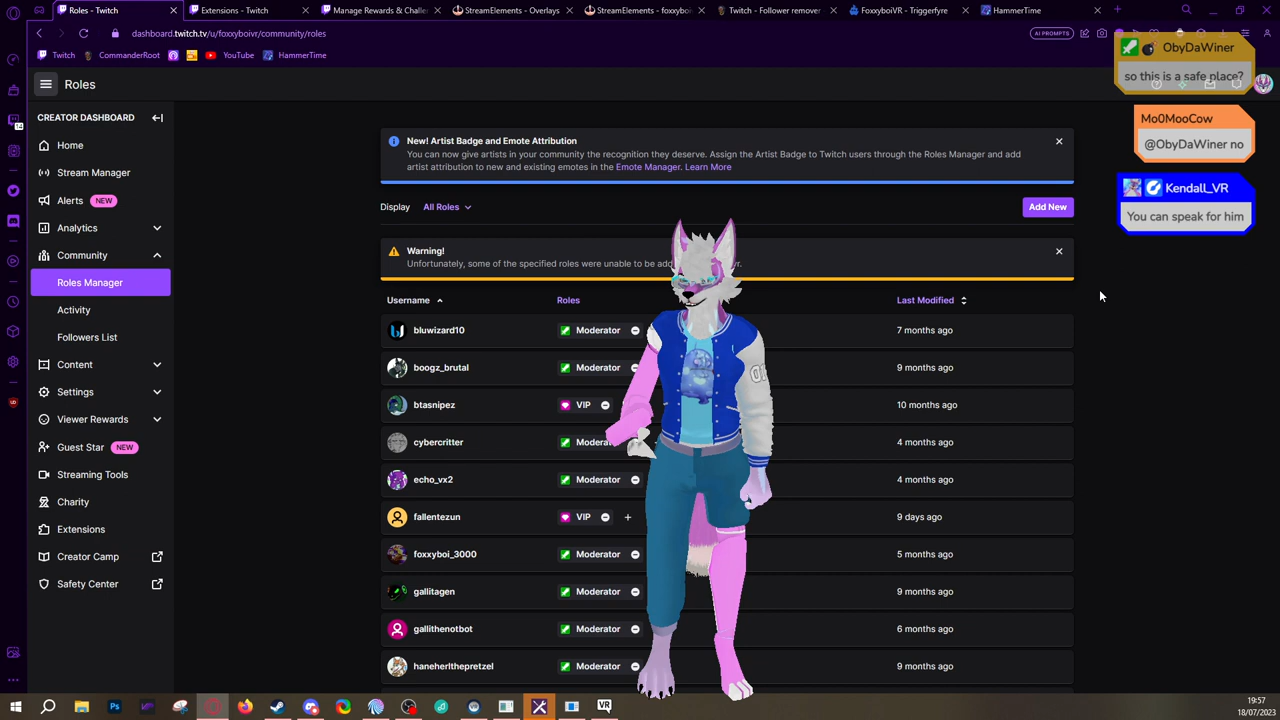 Roles - Twitch
Extensions - Twitch
Manage Rewards & Challe
StreamElements - Overlays
StreamElements - foxxyboi
Twitch - Follower remover
FoxxyboiVR - Triggerfyre
HammerTime
dashboard.twitch.tv/u/foxxyboivr/community/roles
AI PROMPTS
Twitch
CommanderRoot
YouTube
HammerTime
Roles
ObyDaWiner
so this is a safe place?
Mo0MooCow
@ObyDaWiner no
Kendall_VR
You can speak for him
CREATOR DASHBOARD
Home
Stream Manager
Alerts NEW
Analytics
Community
Roles Manager
Activity
Followers List
Content
Settings
Viewer Rewards
Guest Star NEW
Streaming Tools
Charity
Extensions
Creator Camp
Safety Center
New! Artist Badge and Emote Attribution
You can now give artists in your community the recognition they deserve. Assign the Artist Badge to Twitch users through the Roles Manager and add
artist attribution to new and existing emotes in the Emote Manager. Learn More
Display All Roles
Add New
Warning!
Unfortunately, some of the specified roles were unable to be
Username Roles Last Modified
bluwizard10 Moderator 7 months ago
boogz_brutal Moderator 9 months ago
btasnipez VIP 10 months ago
cybercritter Modera 4 months ago
echo_vx2 Moderator 4 months ago
fallentezun VIP 9 days ago
foxxyboi_3000 Moderator 5 months ago
gallitagen Moderator 9 months ago
gallithenotbot Moderator 6 months ago
haneherlthepretzel Moderator 9 months ago
14
19:57
18/07/2023